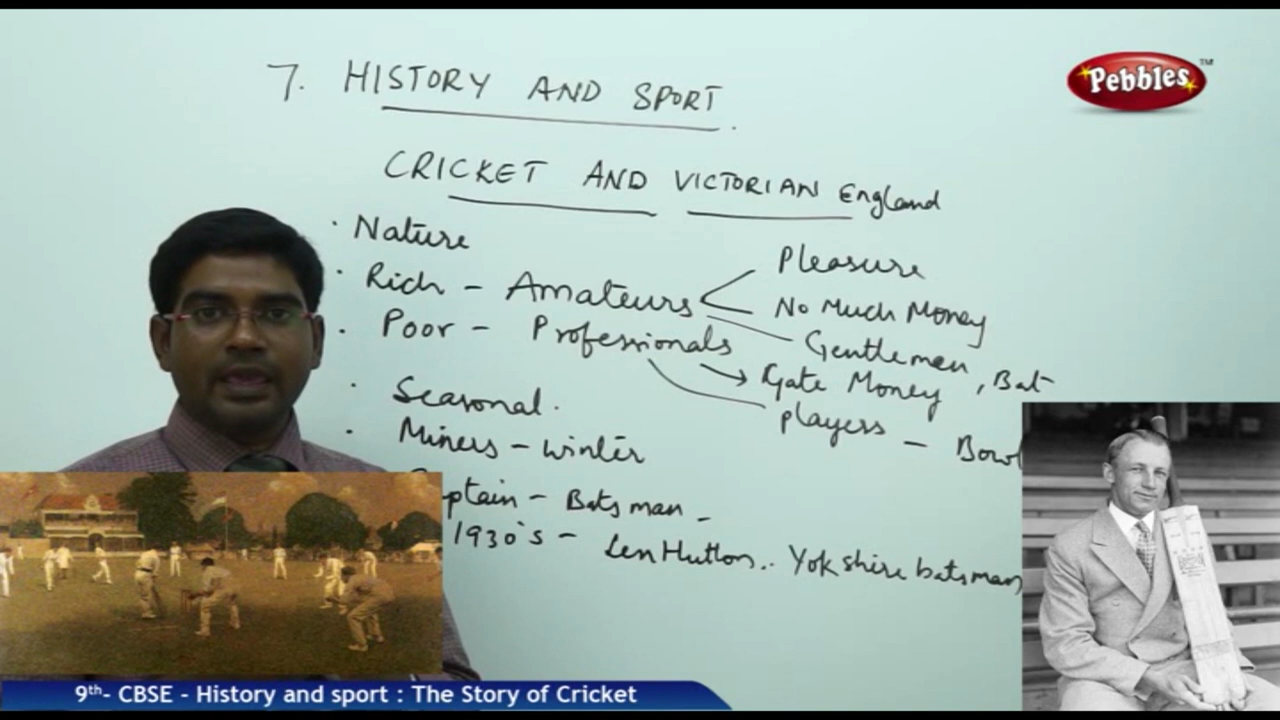 7. HISTORY AND SPORT.
Pebbles™
CRICKET AND VICTORIAN England
· Nature
· Rich – Amateurs
Pleasure
No Much Money
Gentlemen, Bat
· Poor – Professionals
Gate Money
players – Bowl
· Seasonal.
· Miners – Winter
ptain – Batsman –
1930's – Len Hutton.. Yokshire batsman
9th- CBSE - History and sport : The Story of Cricket